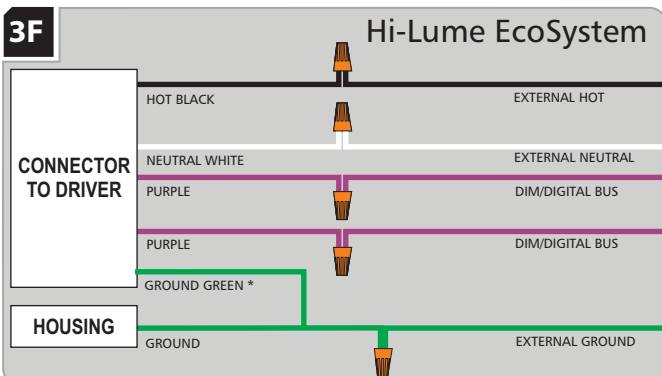 3F
Hi-Lume EcoSystem
HOT BLACK
EXTERNAL HOT
CONNECTOR
TO DRIVER
NEUTRAL WHITE
EXTERNAL NEUTRAL
PURPLE
DIM/DIGITAL BUS
PURPLE
DIM/DIGITAL BUS
GROUND GREEN *
HOUSING
GROUND
EXTERNAL GROUND